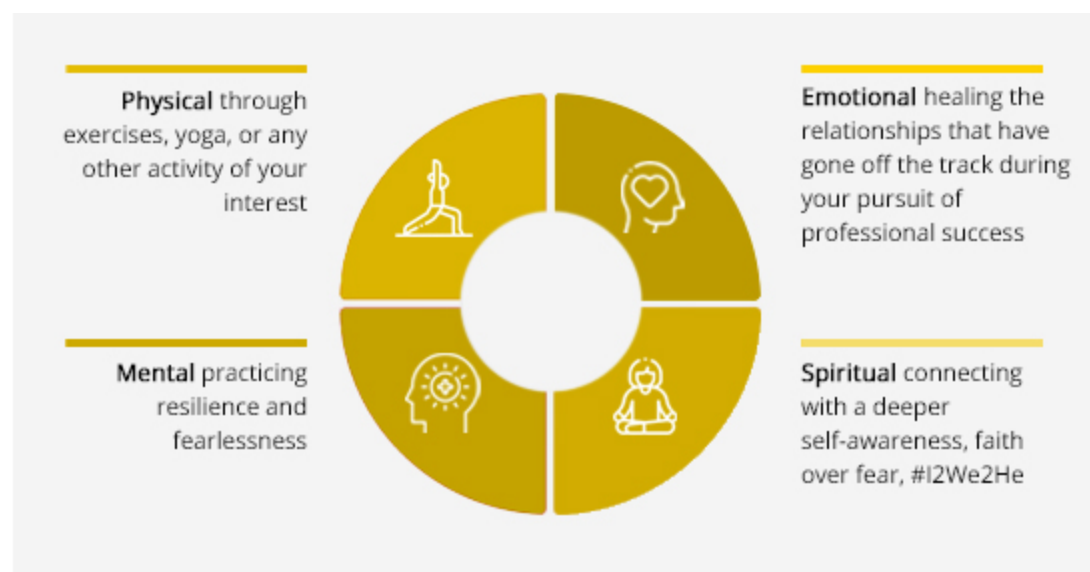 Physical through
exercises, yoga, or any
other activity of your
interest
Emotional healing the
relationships that have
gone off the track during
your pursuit of
professional success
Mental practicing
resilience and
fearlessness
Spiritual connecting
with a deeper
self-awareness, faith
over fear, #I2We2He